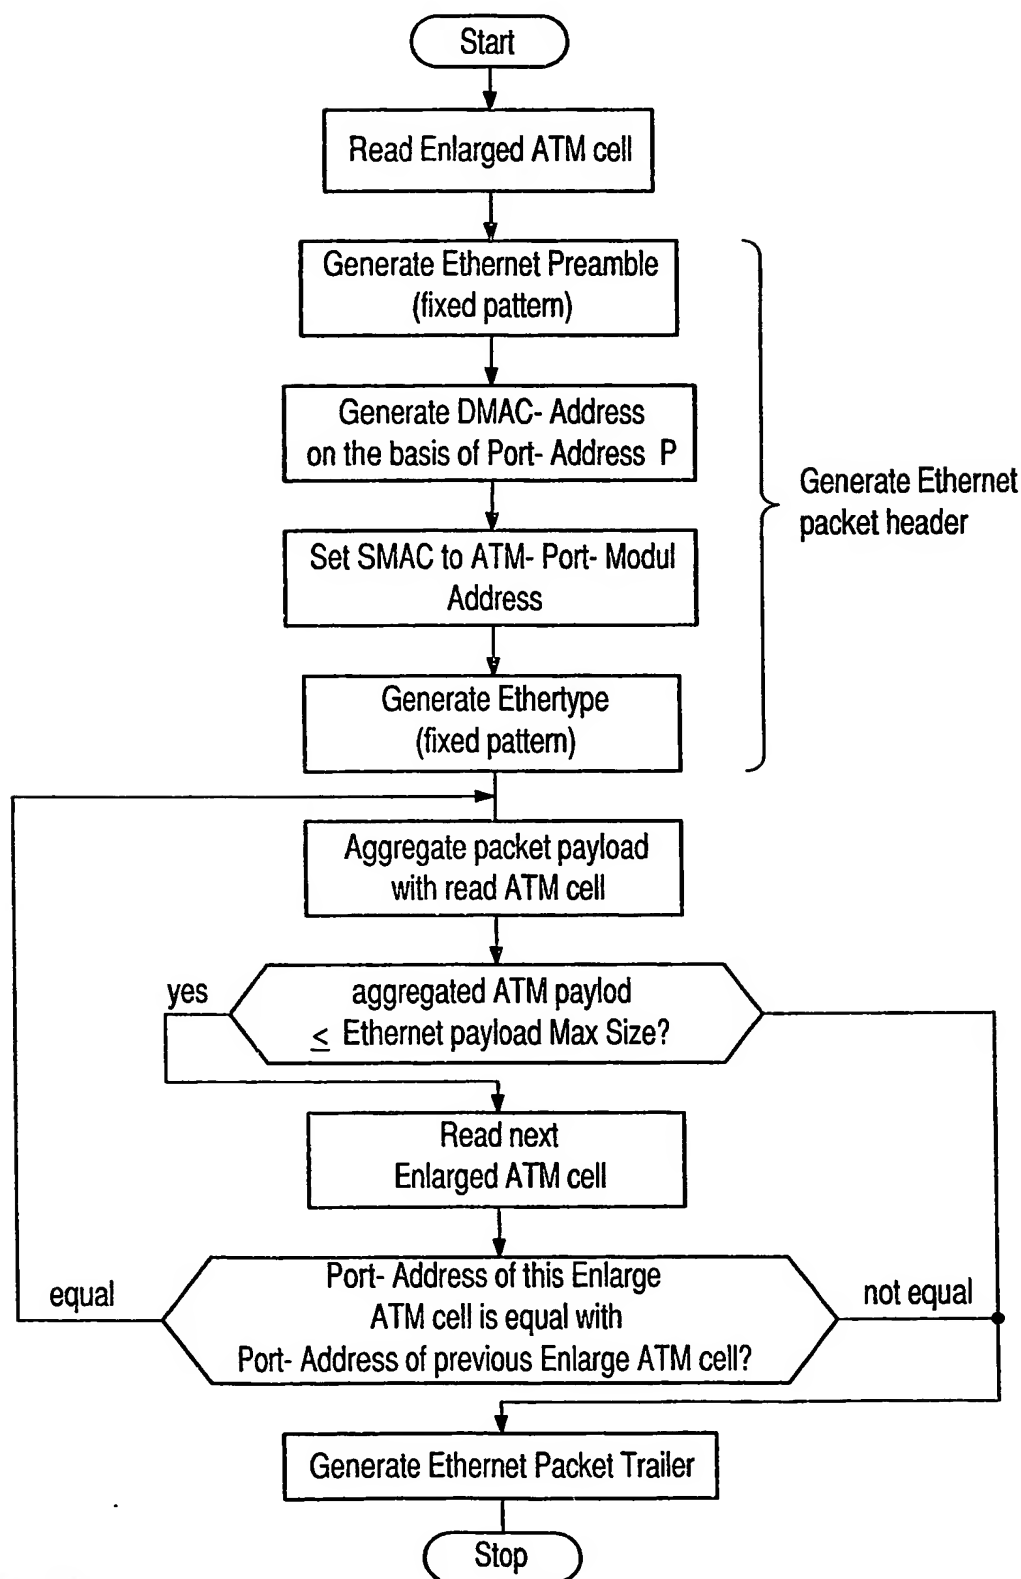 Start
Read Enlarged ATM cell
Generate Ethernet Preamble
(fixed pattern)
Generate DMAC- Address
on the basis of Port- Address P
Generate Ethernet
packet header
Set SMAC to ATM- Port- Modul
Address
Generate Ethertype
(fixed pattern)
Aggregate packet payload
with read ATM cell
yes
aggregated ATM paylod
≤ Ethernet payload Max Size?
Read next
Enlarged ATM cell
equal
Port- Address of this Enlarge
ATM cell is equal with
Port- Address of previous Enlarge ATM cell?
not equal
Generate Ethernet Packet Trailer
Stop